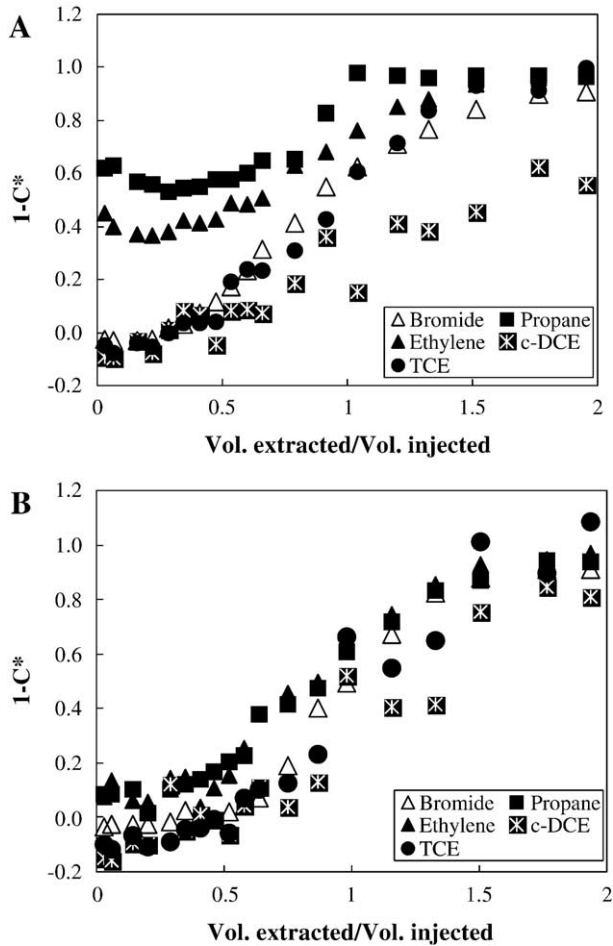 A
1.2
1.0
0.8
0.6
0.4
0.2
0.0
-0.2
1-C*
Bromide Propane
Ethylene c-DCE
TCE
0 0.5 1 1.5 2
Vol. extracted/Vol. injected
B
1.2
1.0
0.8
0.6
0.4
0.2
0.0
-0.2
1-C*
Bromide Propane
Ethylene c-DCE
TCE
0 0.5 1 1.5 2
Vol. extracted/Vol. injected